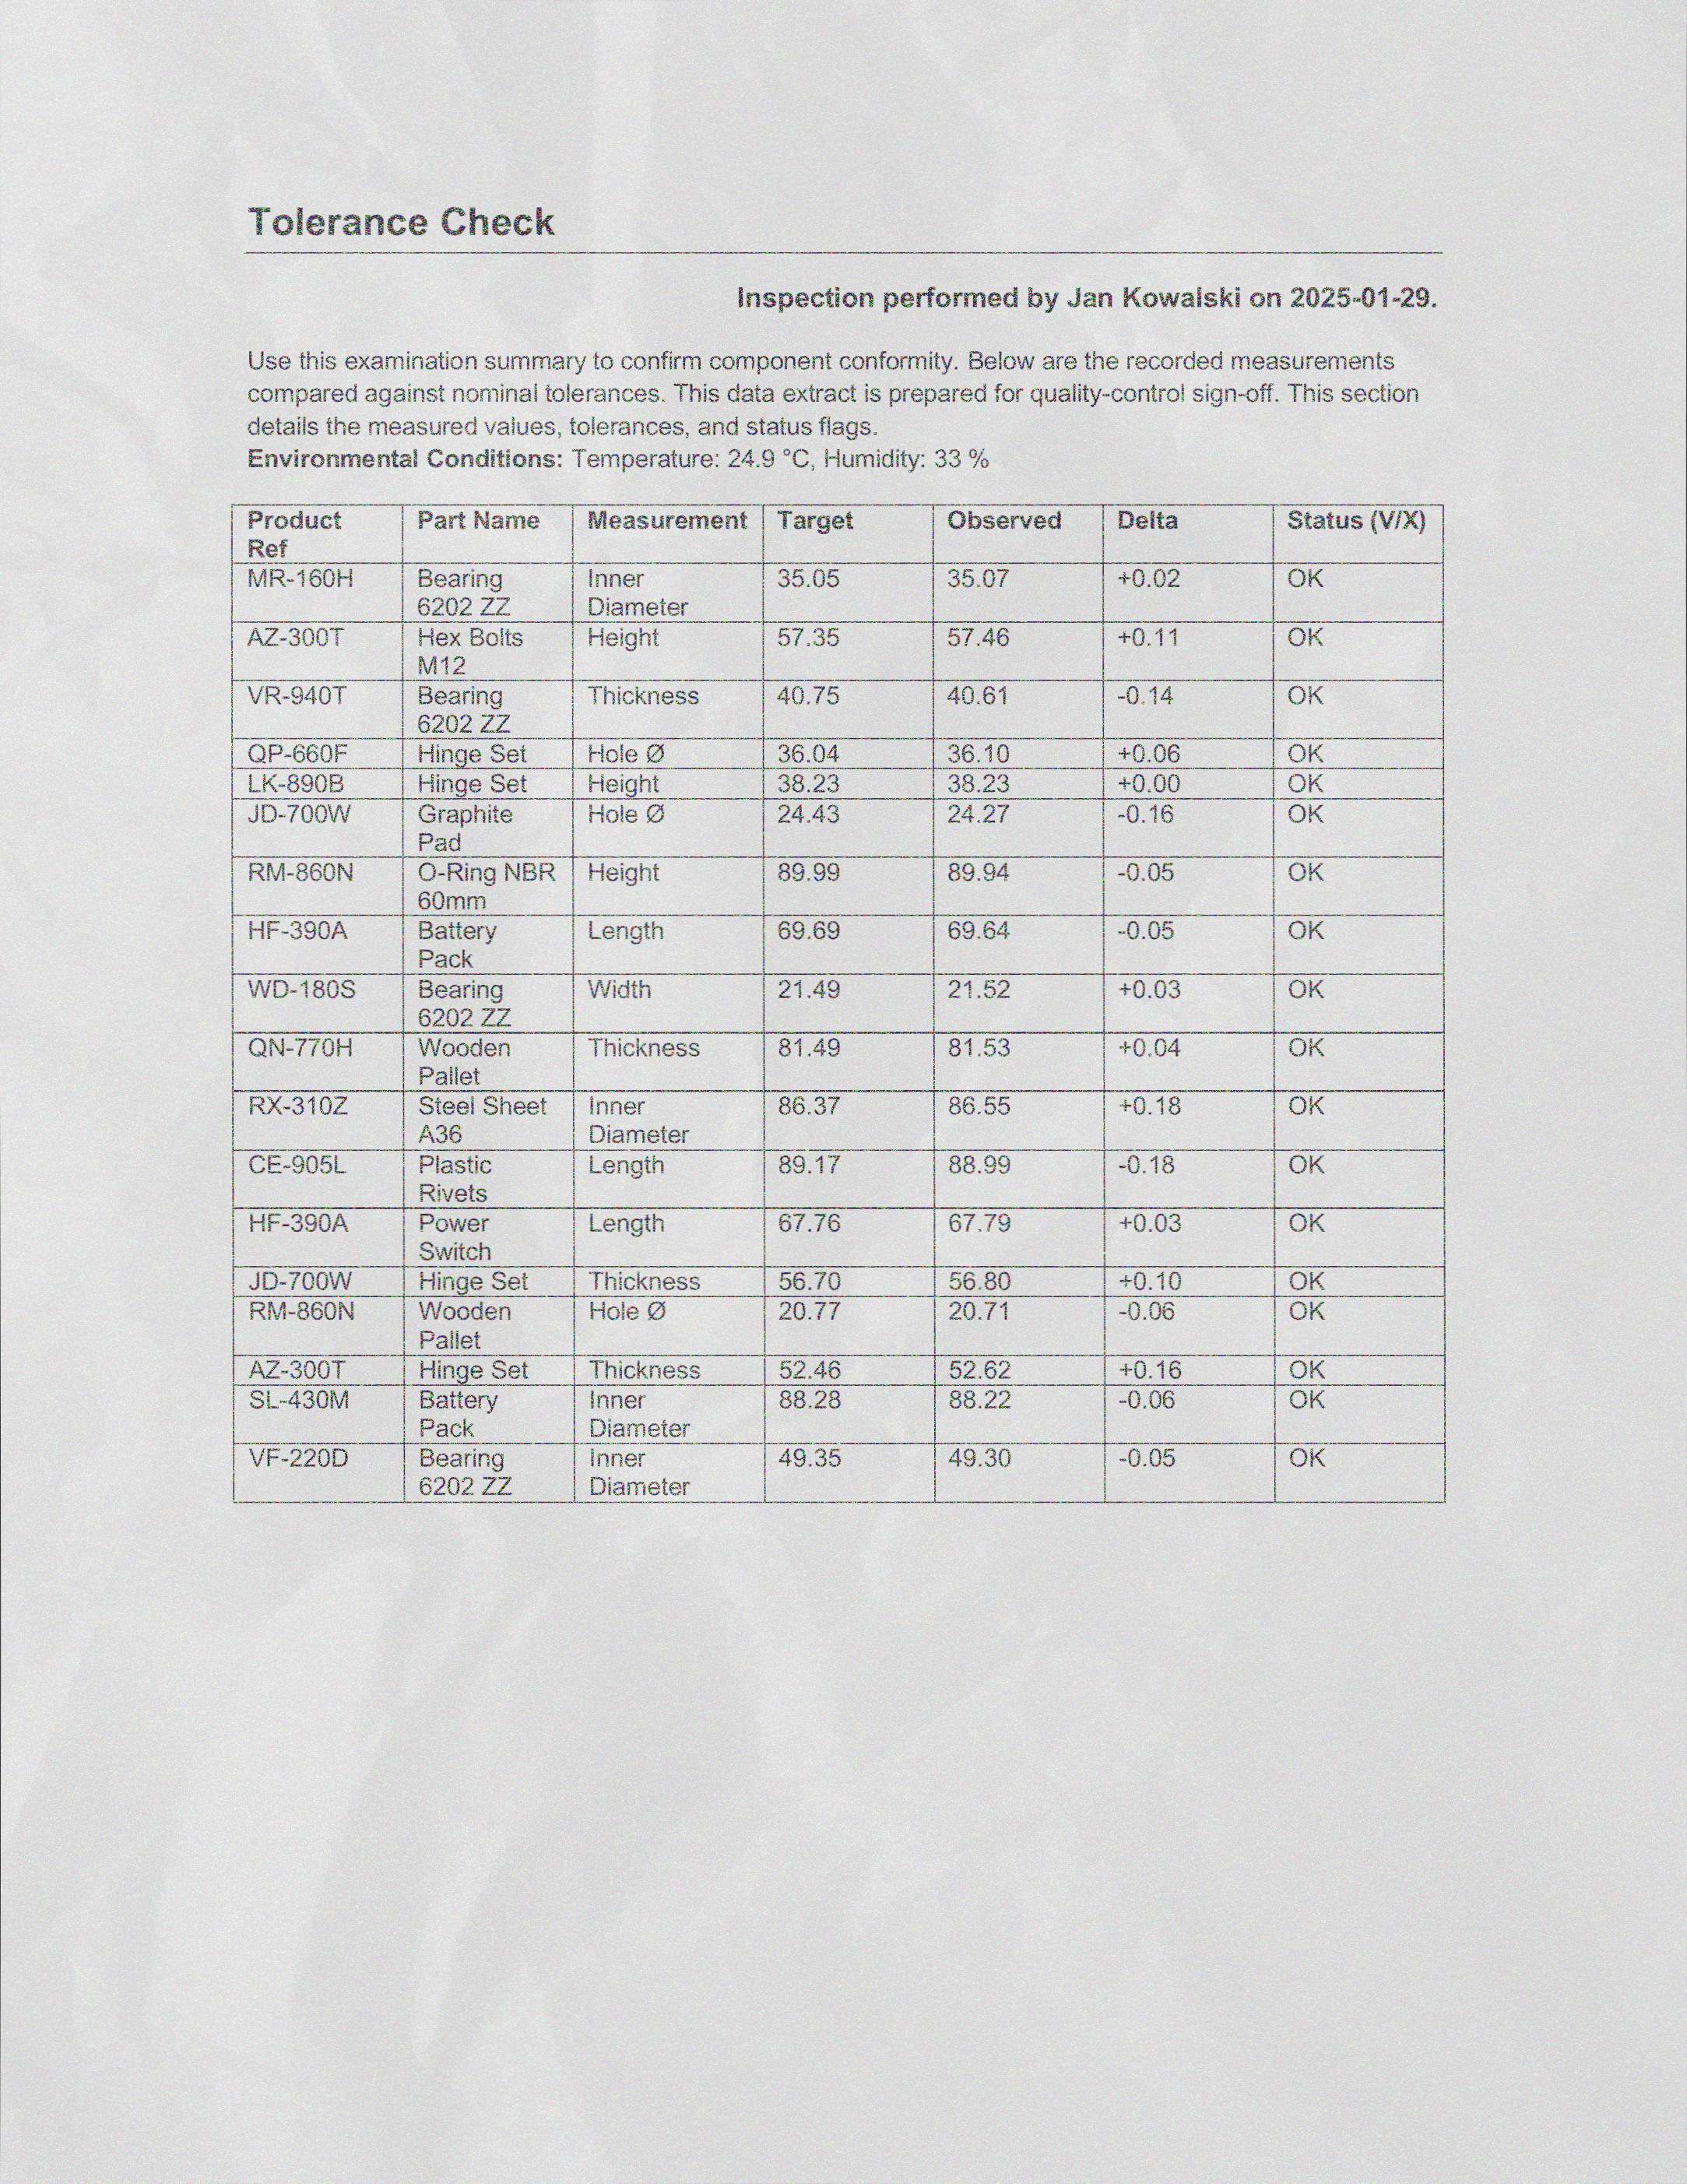 Tolerance Check
Inspection performed by Jan Kowalski on 2025-01-29.
Use this examination summary to confirm component conformity. Below are the recorded measurements
compared against nominal tolerances. This data extract is prepared for quality-control sign-off. This section
details the measured values, tolerances, and status flags.
Environmental Conditions: Temperature: 24.9 °C, Humidity: 33 %
Product Ref Part Name Measurement Target Observed Delta Status (V/X)
MR-160H Bearing 6202 ZZ Inner Diameter 35.05 35.07 +0.02 OK
AZ-300T Hex Bolts M12 Height 57.35 57.46 +0.11 OK
VR-940T Bearing 6202 ZZ Thickness 40.75 40.61 -0.14 OK
QP-660F Hinge Set Hole Ø 36.04 36.10 +0.06 OK
LK-890B Hinge Set Height 38.23 38.23 +0.00 OK
JD-700W Graphite Pad Hole Ø 24.43 24.27 -0.16 OK
RM-860N O-Ring NBR 60mm Height 89.99 89.94 -0.05 OK
HF-390A Battery Pack Length 69.69 69.64 -0.05 OK
WD-180S Bearing 6202 ZZ Width 21.49 21.52 +0.03 OK
QN-770H Wooden Pallet Thickness 81.49 81.53 +0.04 OK
RX-310Z Steel Sheet A36 Inner Diameter 86.37 86.55 +0.18 OK
CE-905L Plastic Rivets Length 89.17 88.99 -0.18 OK
HF-390A Power Switch Length 67.76 67.79 +0.03 OK
JD-700W Hinge Set Thickness 56.70 56.80 +0.10 OK
RM-860N Wooden Pallet Hole Ø 20.77 20.71 -0.06 OK
AZ-300T Hinge Set Thickness 52.46 52.62 +0.16 OK
SL-430M Battery Pack Inner Diameter 88.28 88.22 -0.06 OK
VF-220D Bearing 6202 ZZ Inner Diameter 49.35 49.30 -0.05 OK